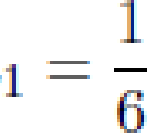 1 = 1/6